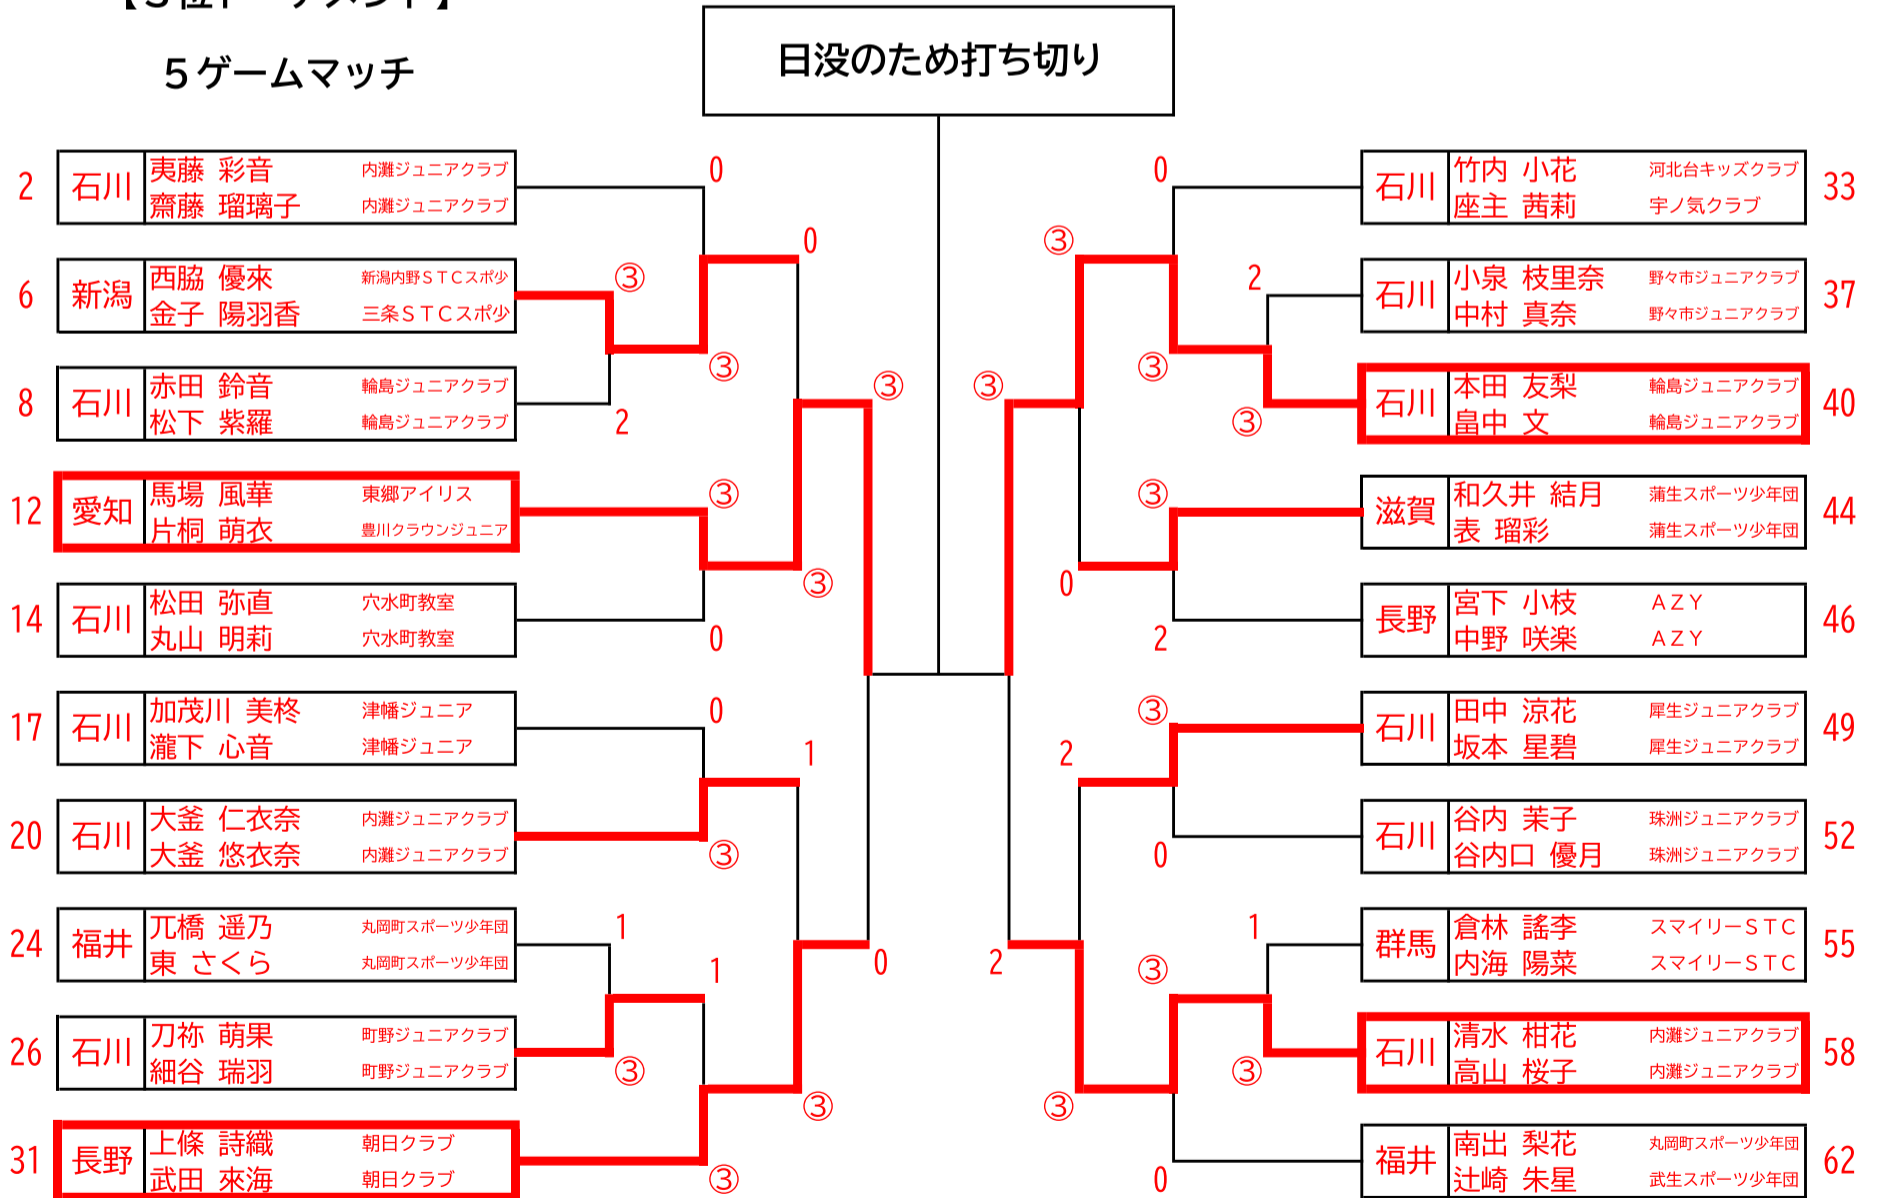 【3位トーナメント】
5ゲームマッチ
日没のため打ち切り
2 石川 夷藤 彩音 内灘ジュニアクラブ
齋藤 瑠璃子 内灘ジュニアクラブ
6 新潟 西脇 優來 新潟内野STCスポ少
金子 陽羽香 三条STCスポ少
8 石川 赤田 鈴音 輪島ジュニアクラブ
松下 紫羅 輪島ジュニアクラブ
12 愛知 馬場 風華 東郷アイリス
片桐 萌衣 豊川クラウンジュニア
14 石川 松田 弥直 穴水町教室
丸山 明莉 穴水町教室
17 石川 加茂川 美柊 津幡ジュニア
瀧下 心音 津幡ジュニア
20 石川 大釜 仁衣奈 内灘ジュニアクラブ
大釜 悠衣奈 内灘ジュニアクラブ
24 福井 兀橋 遥乃 丸岡町スポーツ少年団
東 さくら 丸岡町スポーツ少年団
26 石川 刀祢 萌果 町野ジュニアクラブ
細谷 瑞羽 町野ジュニアクラブ
31 長野 上條 詩織 朝日クラブ
武田 來海 朝日クラブ
0
③
2
③
③
0
0
③
1
③
1
③
0
③
③
1
③
③
0
0
2
③
③
③
2
③
0
1
③
③
0
③
0
2
③
③
2
石川 竹内 小花 河北台キッズクラブ 33
座主 茜莉 宇ノ気クラブ
石川 小泉 枝里奈 野々市ジュニアクラブ 37
中村 真奈 野々市ジュニアクラブ
石川 本田 友梨 輪島ジュニアクラブ 40
畠中 文 輪島ジュニアクラブ
滋賀 和久井 結月 蒲生スポーツ少年団 44
表 瑠彩 蒲生スポーツ少年団
長野 宮下 小枝 AZY 46
中野 咲楽 AZY
石川 田中 涼花 犀生ジュニアクラブ 49
坂本 星碧 犀生ジュニアクラブ
石川 谷内 茉子 珠洲ジュニアクラブ 52
谷内口 優月 珠洲ジュニアクラブ
群馬 倉林 謠李 スマイリーSTC 55
内海 陽菜 スマイリーSTC
石川 清水 柑花 内灘ジュニアクラブ 58
高山 桜子 内灘ジュニアクラブ
福井 南出 梨花 丸岡町スポーツ少年団 62
辻崎 朱星 武生スポーツ少年団